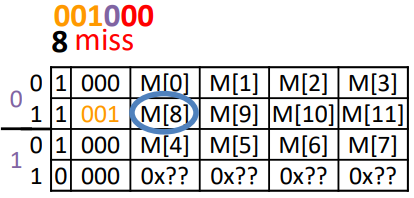 001000
8 miss
0 0 1 000 M[0] M[1] M[2] M[3]
1 1 001 M[8] M[9] M[10] M[11]
1 0 1 000 M[4] M[5] M[6] M[7]
1 0 000 0x?? 0x?? 0x?? 0x??